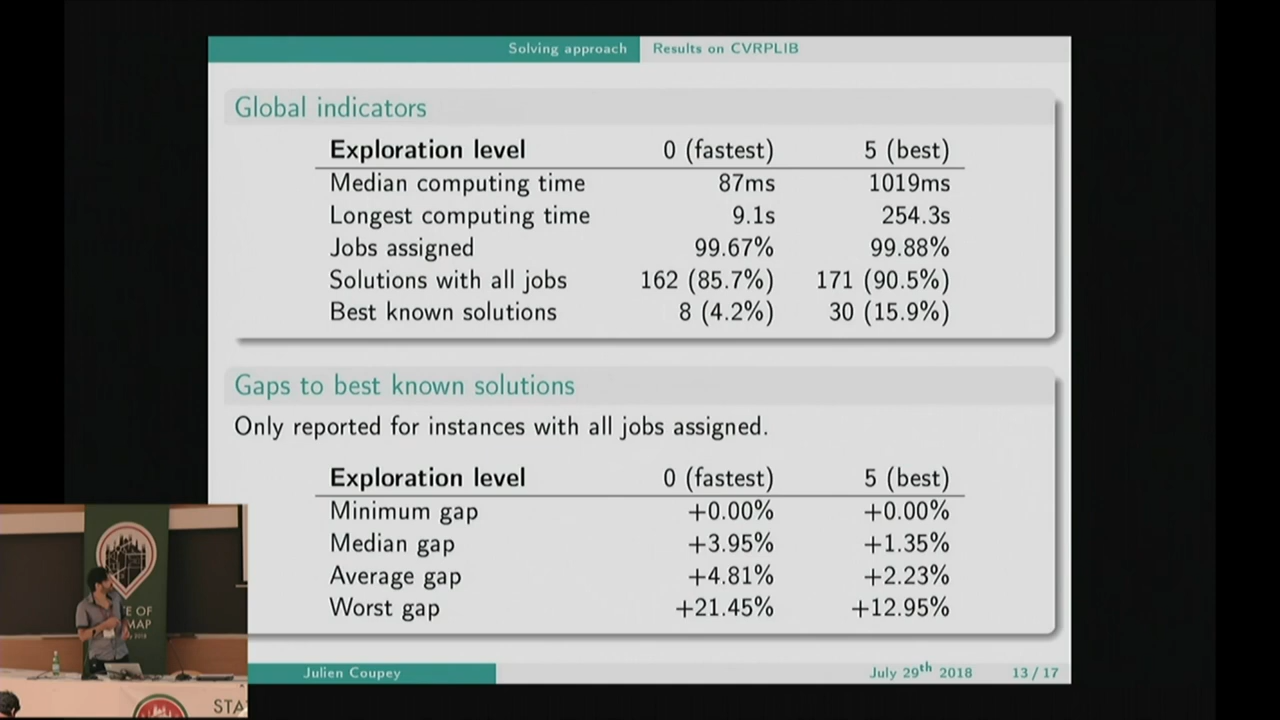 Solving approach Results on CVRPLIB
Global indicators
Exploration level 0 (fastest) 5 (best)
Median computing time 87ms 1019ms
Longest computing time 9.1s 254.3s
Jobs assigned 99.67% 99.88%
Solutions with all jobs 162 (85.7%) 171 (90.5%)
Best known solutions 8 (4.2%) 30 (15.9%)
Gaps to best known solutions
Only reported for instances with all jobs assigned.
Exploration level 0 (fastest) 5 (best)
Minimum gap +0.00% +0.00%
Median gap +3.95% +1.35%
Average gap +4.81% +2.23%
Worst gap +21.45% +12.95%
Julien Coupey July 29th 2018 13 / 17
E OF
MAP
2018
STA